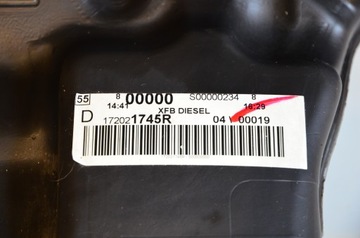 55 8 00000 S00000234 8
14:41 XFB DIESEL 16:29
D 172021745R 04 00019